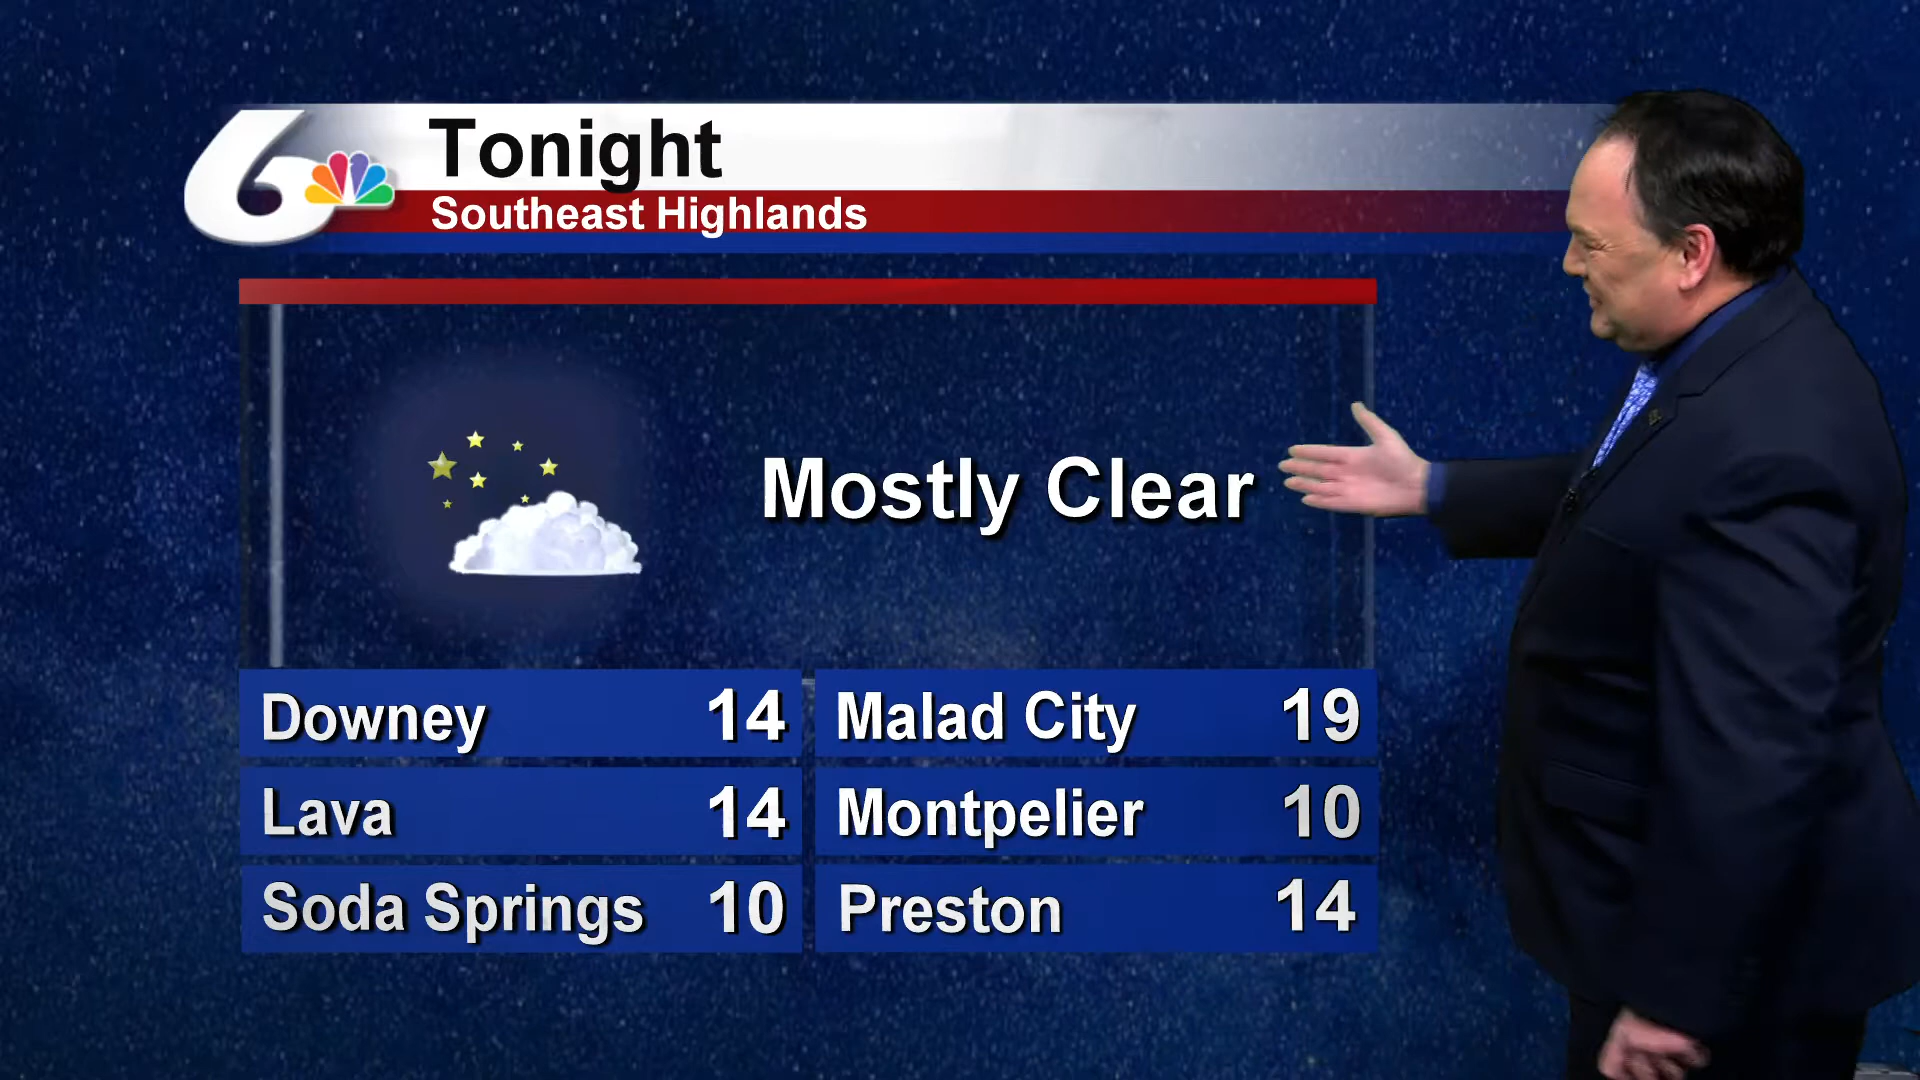 6
Tonight
Southeast Highlands
Mostly Clear
Downey 14
Malad City 19
Lava 14
Montpelier 10
Soda Springs 10
Preston 14